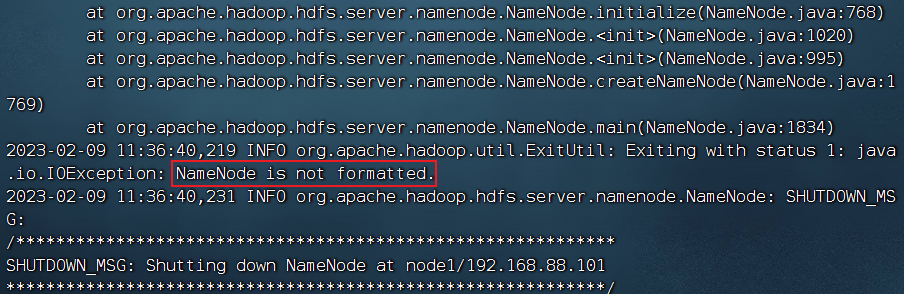 at org.apache.hadoop.hdfs.server.namenode.NameNode.initialize(NameNode.java:768)
at org.apache.hadoop.hdfs.server.namenode.NameNode.<init>(NameNode.java:1020)
at org.apache.hadoop.hdfs.server.namenode.NameNode.<init>(NameNode.java:995)
at org.apache.hadoop.hdfs.server.namenode.NameNode.createNameNode(NameNode.java:1
769)
at org.apache.hadoop.hdfs.server.namenode.NameNode.main(NameNode.java:1834)
2023-02-09 11:36:40,219 INFO org.apache.hadoop.util.ExitUtil: Exiting with status 1: java
.io.IOException: NameNode is not formatted.
2023-02-09 11:36:40,231 INFO org.apache.hadoop.hdfs.server.namenode.NameNode: SHUTDOWN_MS
G:
/************************************************************
SHUTDOWN_MSG: Shutting down NameNode at node1/192.168.88.101
************************************************************/